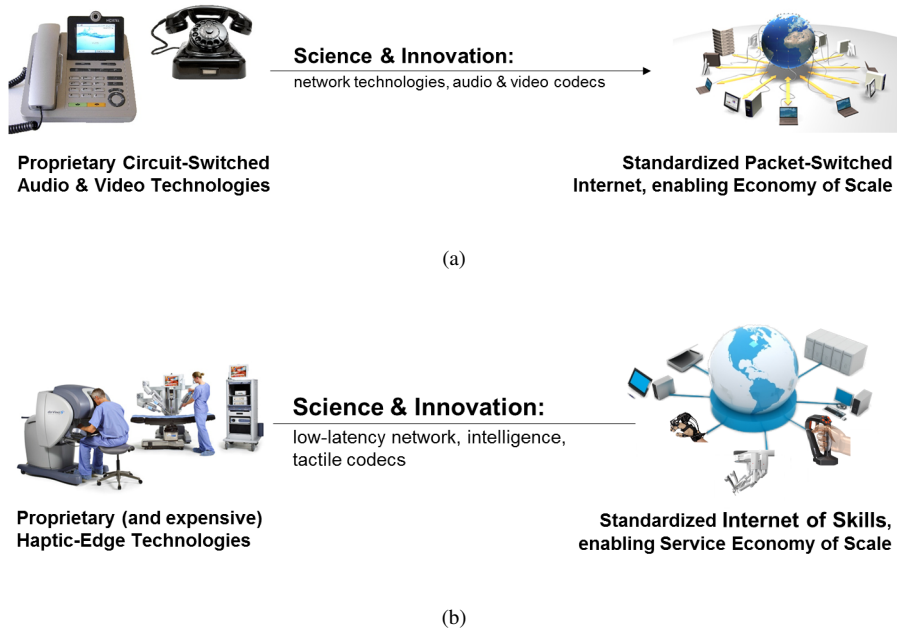 Science & Innovation:
network technologies, audio & video codecs
Proprietary Circuit-Switched
Audio & Video Technologies
Standardized Packet-Switched
Internet, enabling Economy of Scale
(a)
Science & Innovation:
low-latency network, intelligence,
tactile codecs
Proprietary (and expensive)
Haptic-Edge Technologies
Standardized Internet of Skills,
enabling Service Economy of Scale
(b)